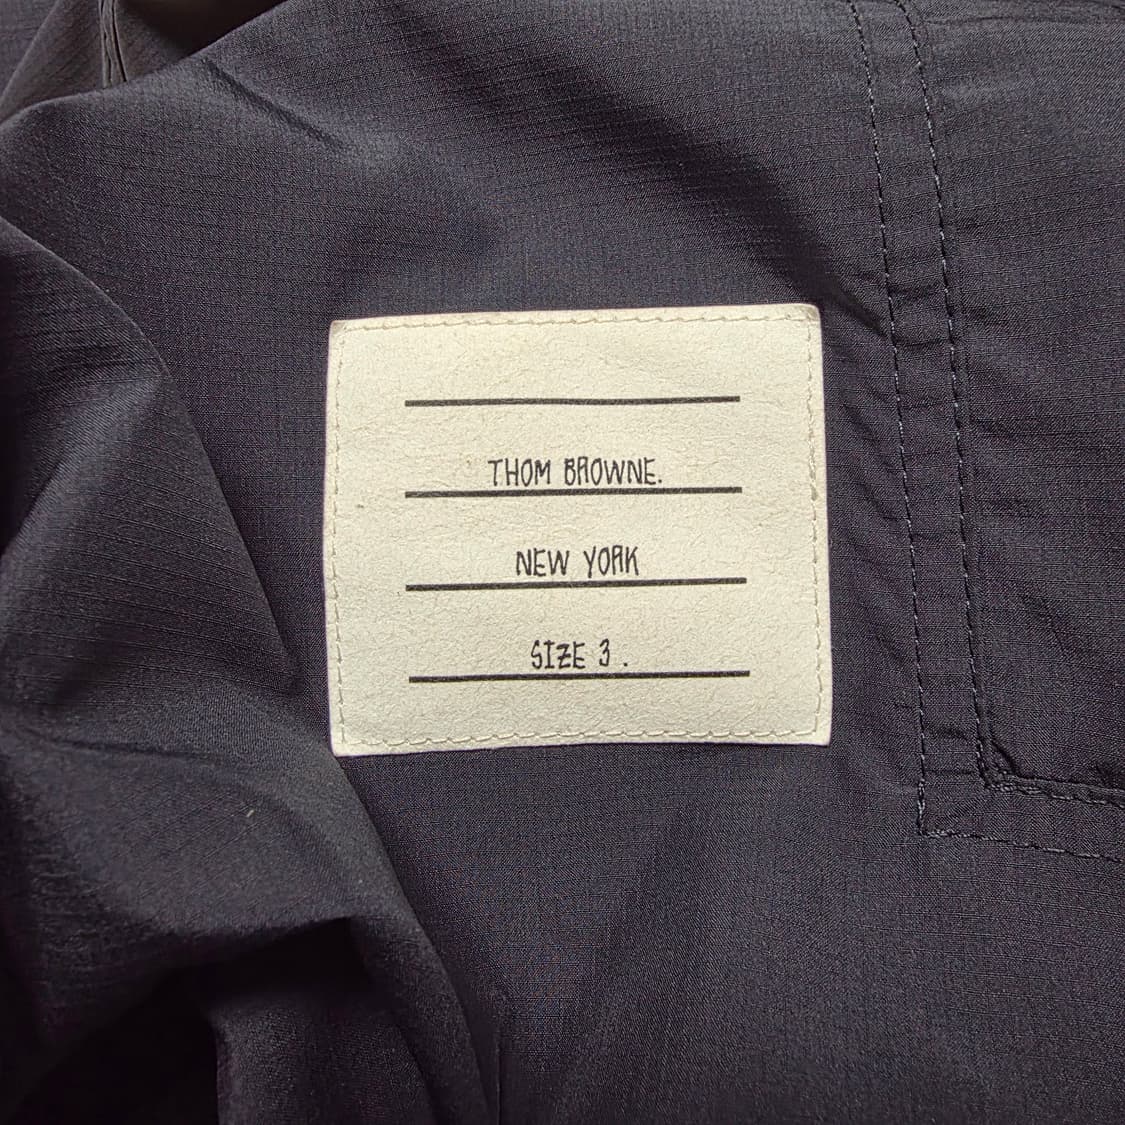 THOM BROWNE.
NEW YORK
SIZE 3 .